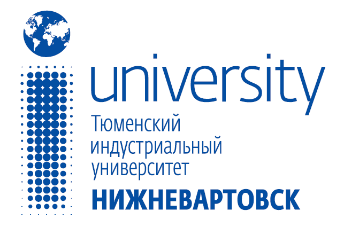 university
Тюменский
индустриальный
университет
НИЖНЕВАРТОВСК